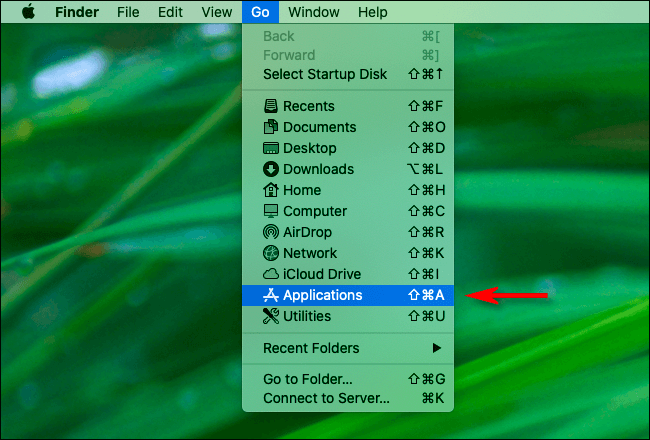 Finder File Edit View Go Window Help
Back ⌘[
Forward ⌘]
Select Startup Disk ⇧⌘↑
Recents ⇧⌘F
Documents ⇧⌘O
Desktop ⇧⌘D
Downloads ⌥⌘L
Home ⇧⌘H
Computer ⇧⌘C
AirDrop ⇧⌘R
Network ⇧⌘K
iCloud Drive ⇧⌘I
Applications ⇧⌘A
Utilities ⇧⌘U
Recent Folders
Go to Folder... ⇧⌘G
Connect to Server... ⌘K